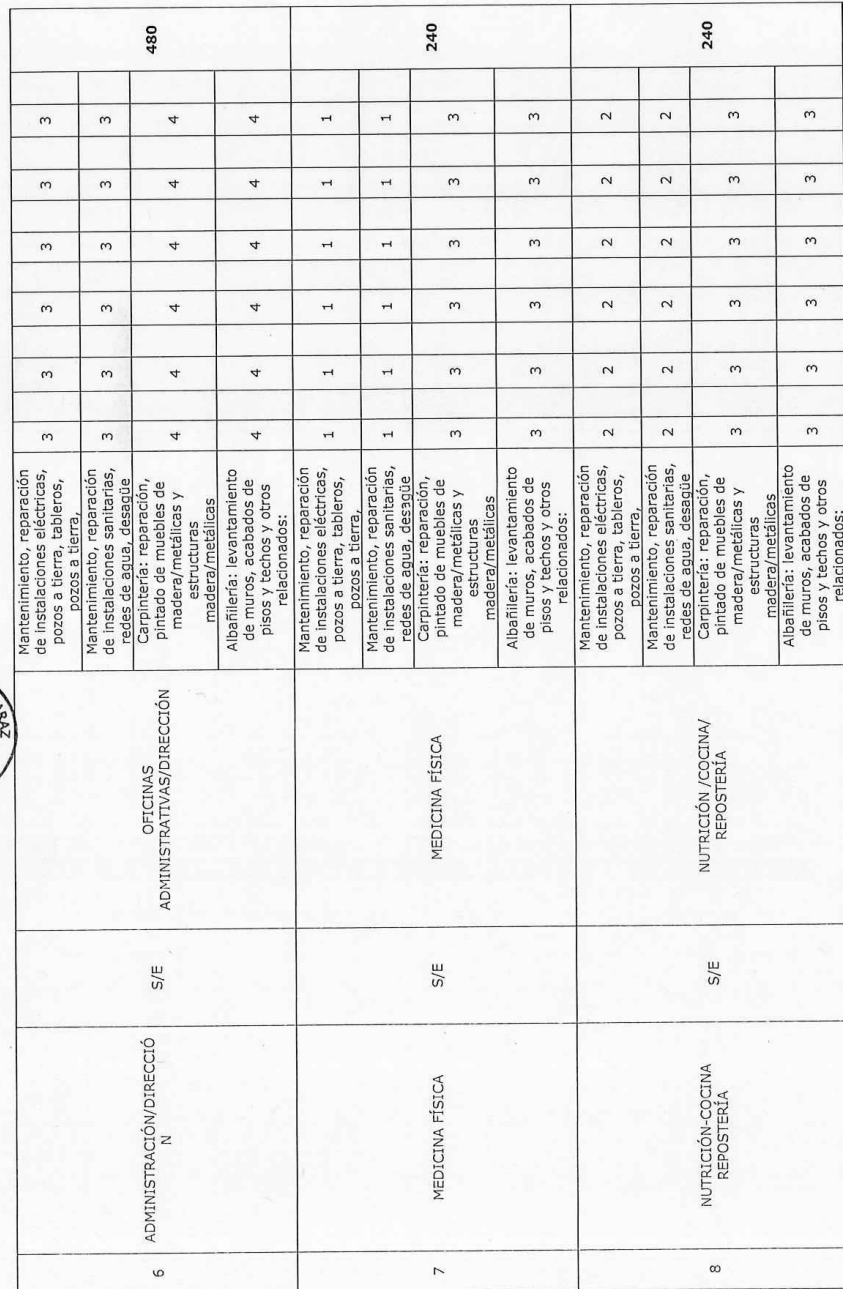 6
ADMINISTRACIÓN/DIRECCIÓ
N
S/E
OFICINAS
ADMINISTRATIVAS/DIRECCIÓN
Mantenimiento, reparación
de instalaciones eléctricas,
pozos a tierra, tableros,
pozos a tierra,
3 3 3 3 3 3
Mantenimiento, reparación
de instalaciones sanitarias,
redes de agua, desagüe
3 3 3 3 3 3
Carpintería: reparación,
pintado de muebles de
madera/metálicas y
estructuras
madera/metálicas
4 4 4 4 4 4
Albañillería: levantamiento
de muros, acabados de
pisos y techos y otros
relacionados:
4 4 4 4 4 4
480
7
MEDICINA FÍSICA
S/E
MEDICINA FÍSICA
Mantenimiento, reparación
de instalaciones eléctricas,
pozos a tierra, tableros,
pozos a tierra,
1 1 1 1 1 1
Mantenimiento, reparación
de instalaciones sanitarias,
redes de agua, desagüe
1 1 1 1 1 1
Carpintería: reparación,
pintado de muebles de
madera/metálicas y
estructuras
madera/metálicas
3 3 3 3 3 3
Albañillería: levantamiento
de muros, acabados de
pisos y techos y otros
relacionados:
3 3 3 3 3 3
240
8
NUTRICIÓN-COCINA
REPOSTERÍA
S/E
NUTRICIÓN /COCINA/
REPOSTERÍA
Mantenimiento, reparación
de instalaciones eléctricas,
pozos a tierra, tableros,
pozos a tierra,
2 2 2 2 2 2
Mantenimiento, reparación
de instalaciones sanitarias,
redes de agua, desagüe
2 2 2 2 2 2
Carpintería: reparación,
pintado de muebles de
madera/metálicas y
estructuras
madera/metálicas
3 3 3 3 3 3
Albañillería: levantamiento
de muros, acabados de
pisos y techos y otros
relacionados:
3 3 3 3 3 3
240